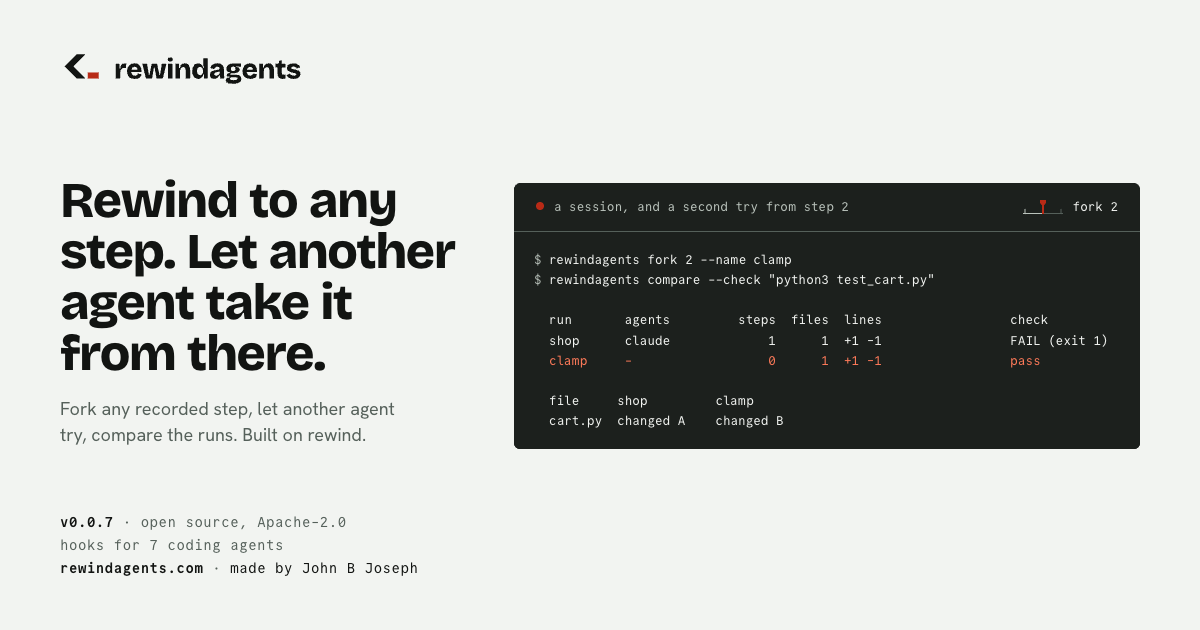 rewindagents
Rewind to any
step. Let another
agent take it
from there.
Fork any recorded step, let another agent
try, compare the runs. Built on rewind.
v0.0.7 · open source, Apache-2.0
hooks for 7 coding agents
rewindagents.com · made by John B Joseph
a session, and a second try from step 2 fork 2
$ rewindagents fork 2 --name clamp
$ rewindagents compare --check "python3 test_cart.py"
run agents steps files lines check
shop claude 1 1 +1 -1 FAIL (exit 1)
clamp - 0 1 +1 -1 pass
file shop clamp
cart.py changed A changed B